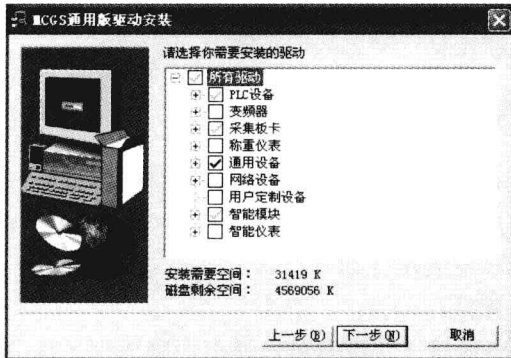 MCGS通用版驱动安装
请选择你需要安装的驱动
所有驱动
PLC设备
变频器
采集板卡
称重仪表
通用设备
网络设备
用户定制设备
智能模块
智能仪表
安装需要空间： 31419 K
磁盘剩余空间： 4569056 K
上一步(B) 下一步(N) 取消